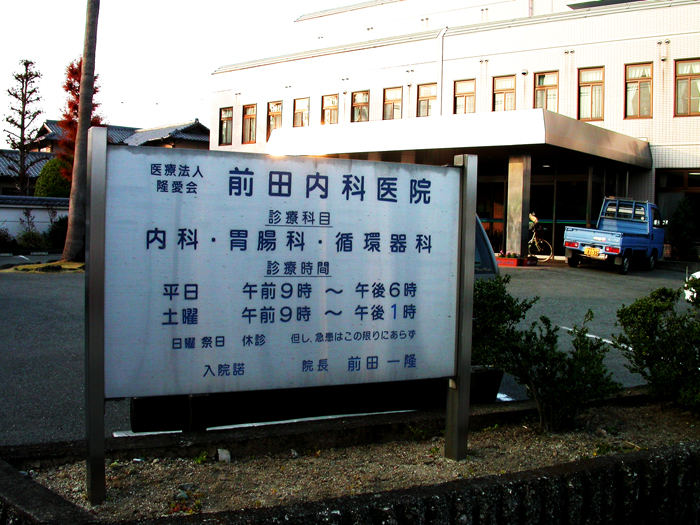 医療法人
隆愛会
前田内科医院
診療科目
内科・胃腸科・循環器科
診療時間
平日 午前9時 〜 午後6時
土曜 午前9時 〜 午後1時
日曜 祭日 休診 但し、急患はこの限りにあらず
入院諾 院長 前田 一隆